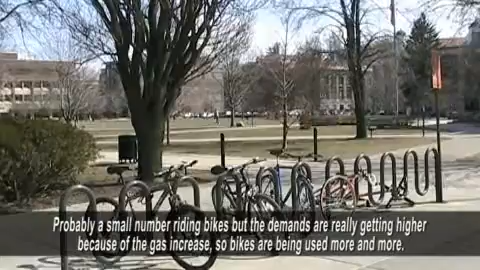 Probably a small number riding bikes but the demands are really getting higher
because of the gas increase, so bikes are being used more and more.